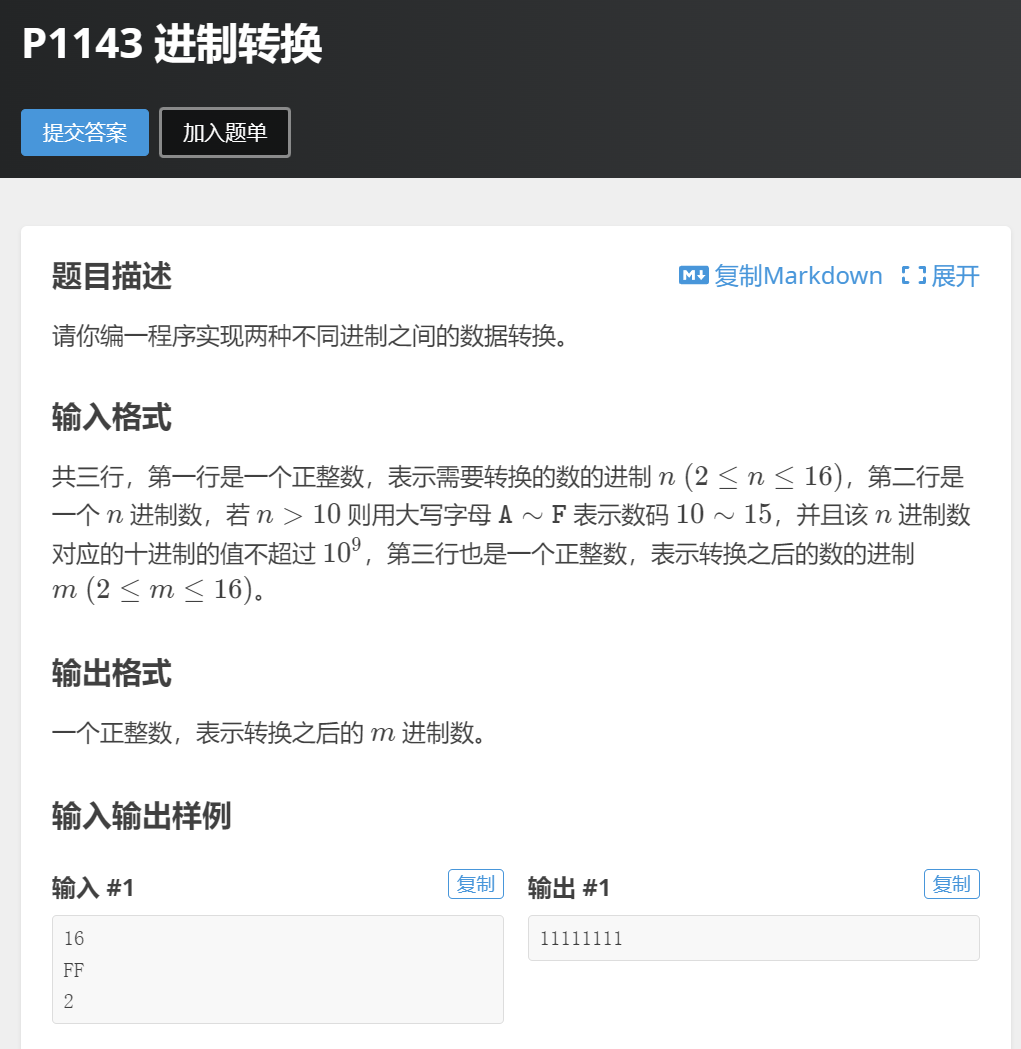 P1143 进制转换
提交答案 加入题单
题目描述 复制Markdown 展开
请你编一程序实现两种不同进制之间的数据转换。
输入格式
共三行，第一行是一个正整数，表示需要转换的数的进制 n (2 ≤ n ≤ 16)，第二行是
一个 n 进制数，若 n > 10 则用大写字母 A ∼ F 表示数码 10 ∼ 15，并且该 n 进制数
对应的十进制的值不超过 10⁹，第三行也是一个正整数，表示转换之后的数的进制
m (2 ≤ m ≤ 16)。
输出格式
一个正整数，表示转换之后的 m 进制数。
输入输出样例
输入 #1 复制 输出 #1 复制
16 11111111
FF
2